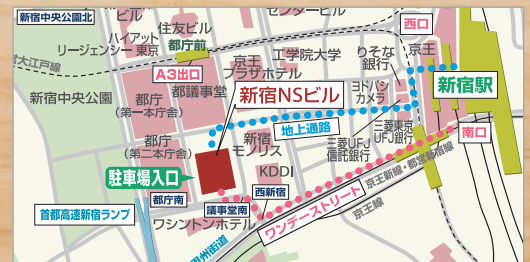 新宿中央公園北
ビル
住友ビル
センタービル
ハイアット
リージェンシー 東京
都庁前
西口
京王
りそな
銀行
工学院大学
A3出口
京王
プラザホテル
都議事堂
新宿NSビル
ヨドバシ
カメラ
新宿駅
新宿中央公園
都庁
(第一本庁舎)
地上通路
三菱東京
UFJ銀行
南口
都庁
(第二本庁舎)
新宿
モノリス
三菱UFJ
信託銀行
駐車場入口
KDDI
西新宿
京王新線・都営新宿線
都庁南
議事堂南
ワンデーストリート
京王線
首都高速新宿ランプ
ワシントンホテル
甲州街道